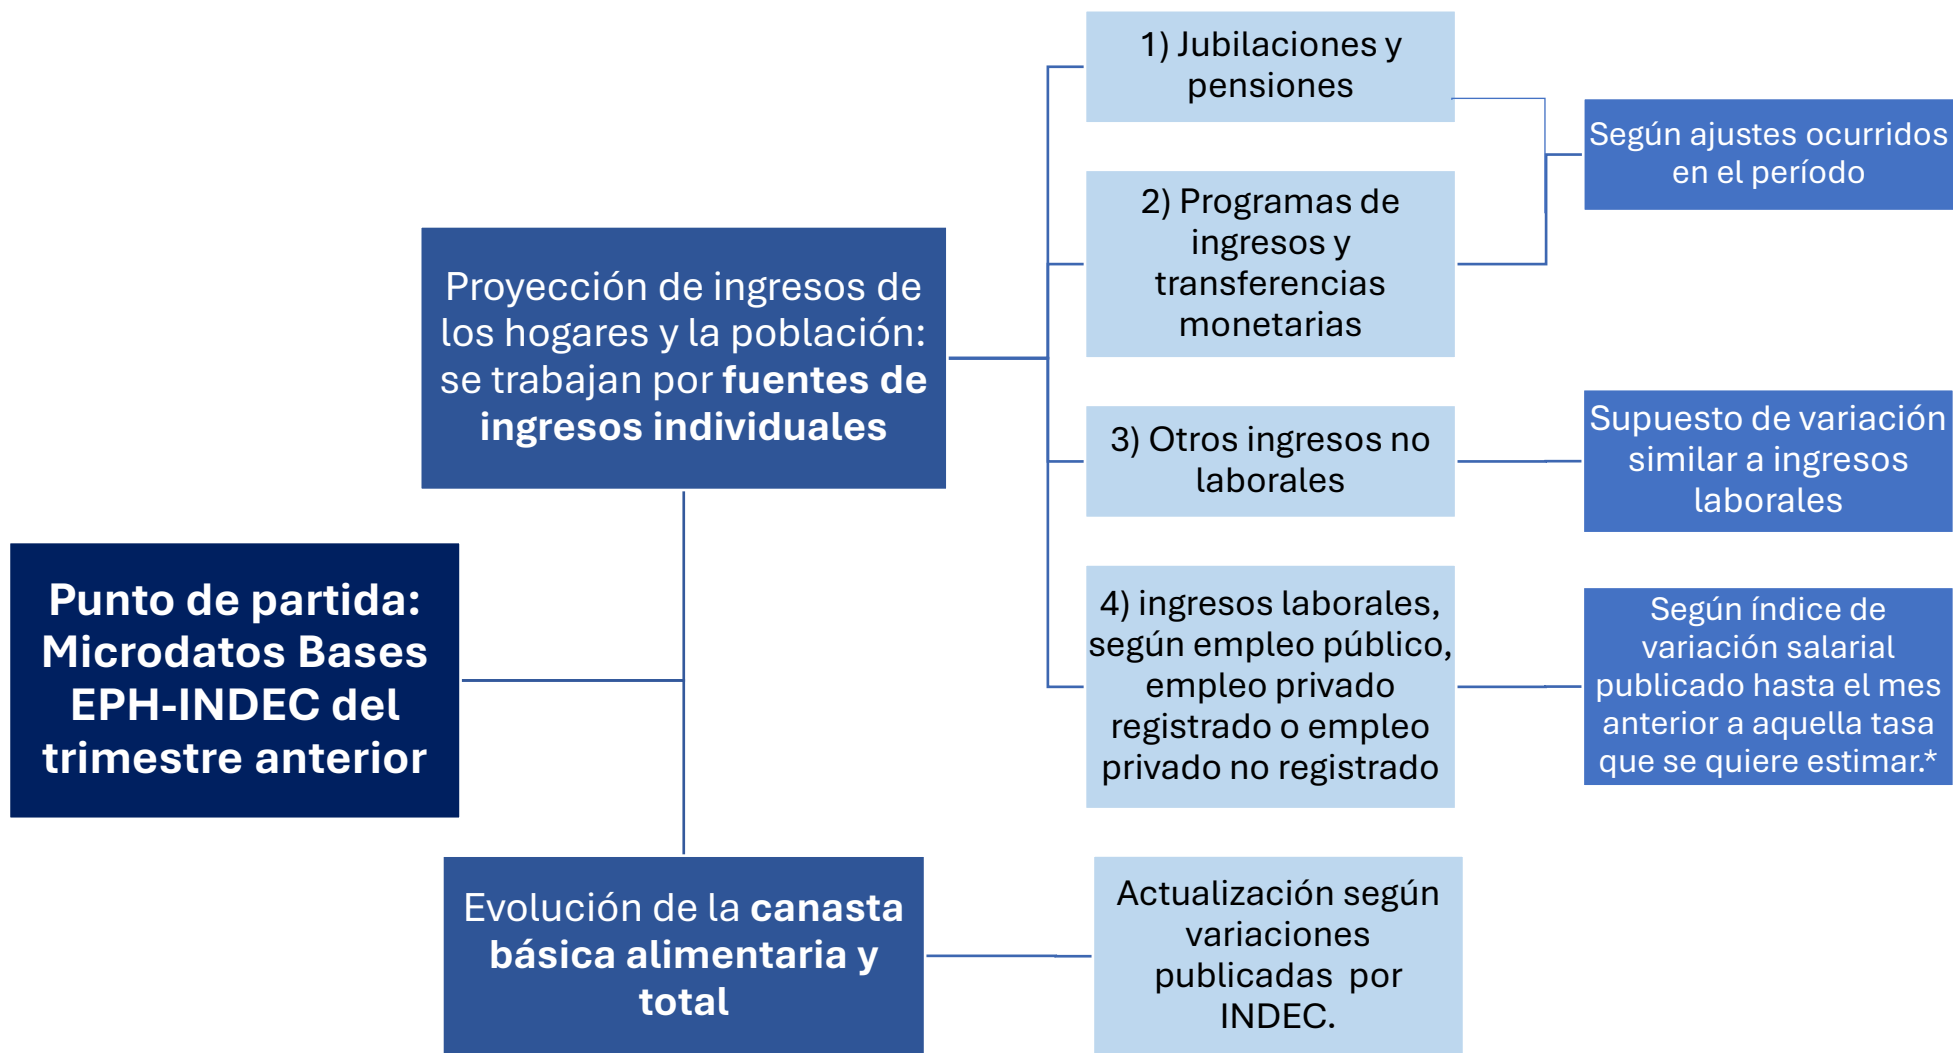 Punto de partida:
Microdatos Bases
EPH-INDEC del
trimestre anterior
Proyección de ingresos de
los hogares y la población:
se trabajan por fuentes de
ingresos individuales
1) Jubilaciones y
pensiones
2) Programas de
ingresos y
transferencias
monetarias
Según ajustes ocurridos
en el período
3) Otros ingresos no
laborales
Supuesto de variación
similar a ingresos
laborales
4) ingresos laborales,
según empleo público,
empleo privado
registrado o empleo
privado no registrado
Según índice de
variación salarial
publicado hasta el mes
anterior a aquella tasa
que se quiere estimar.*
Evolución de la canasta
básica alimentaria y
total
Actualización según
variaciones
publicadas  por
INDEC.